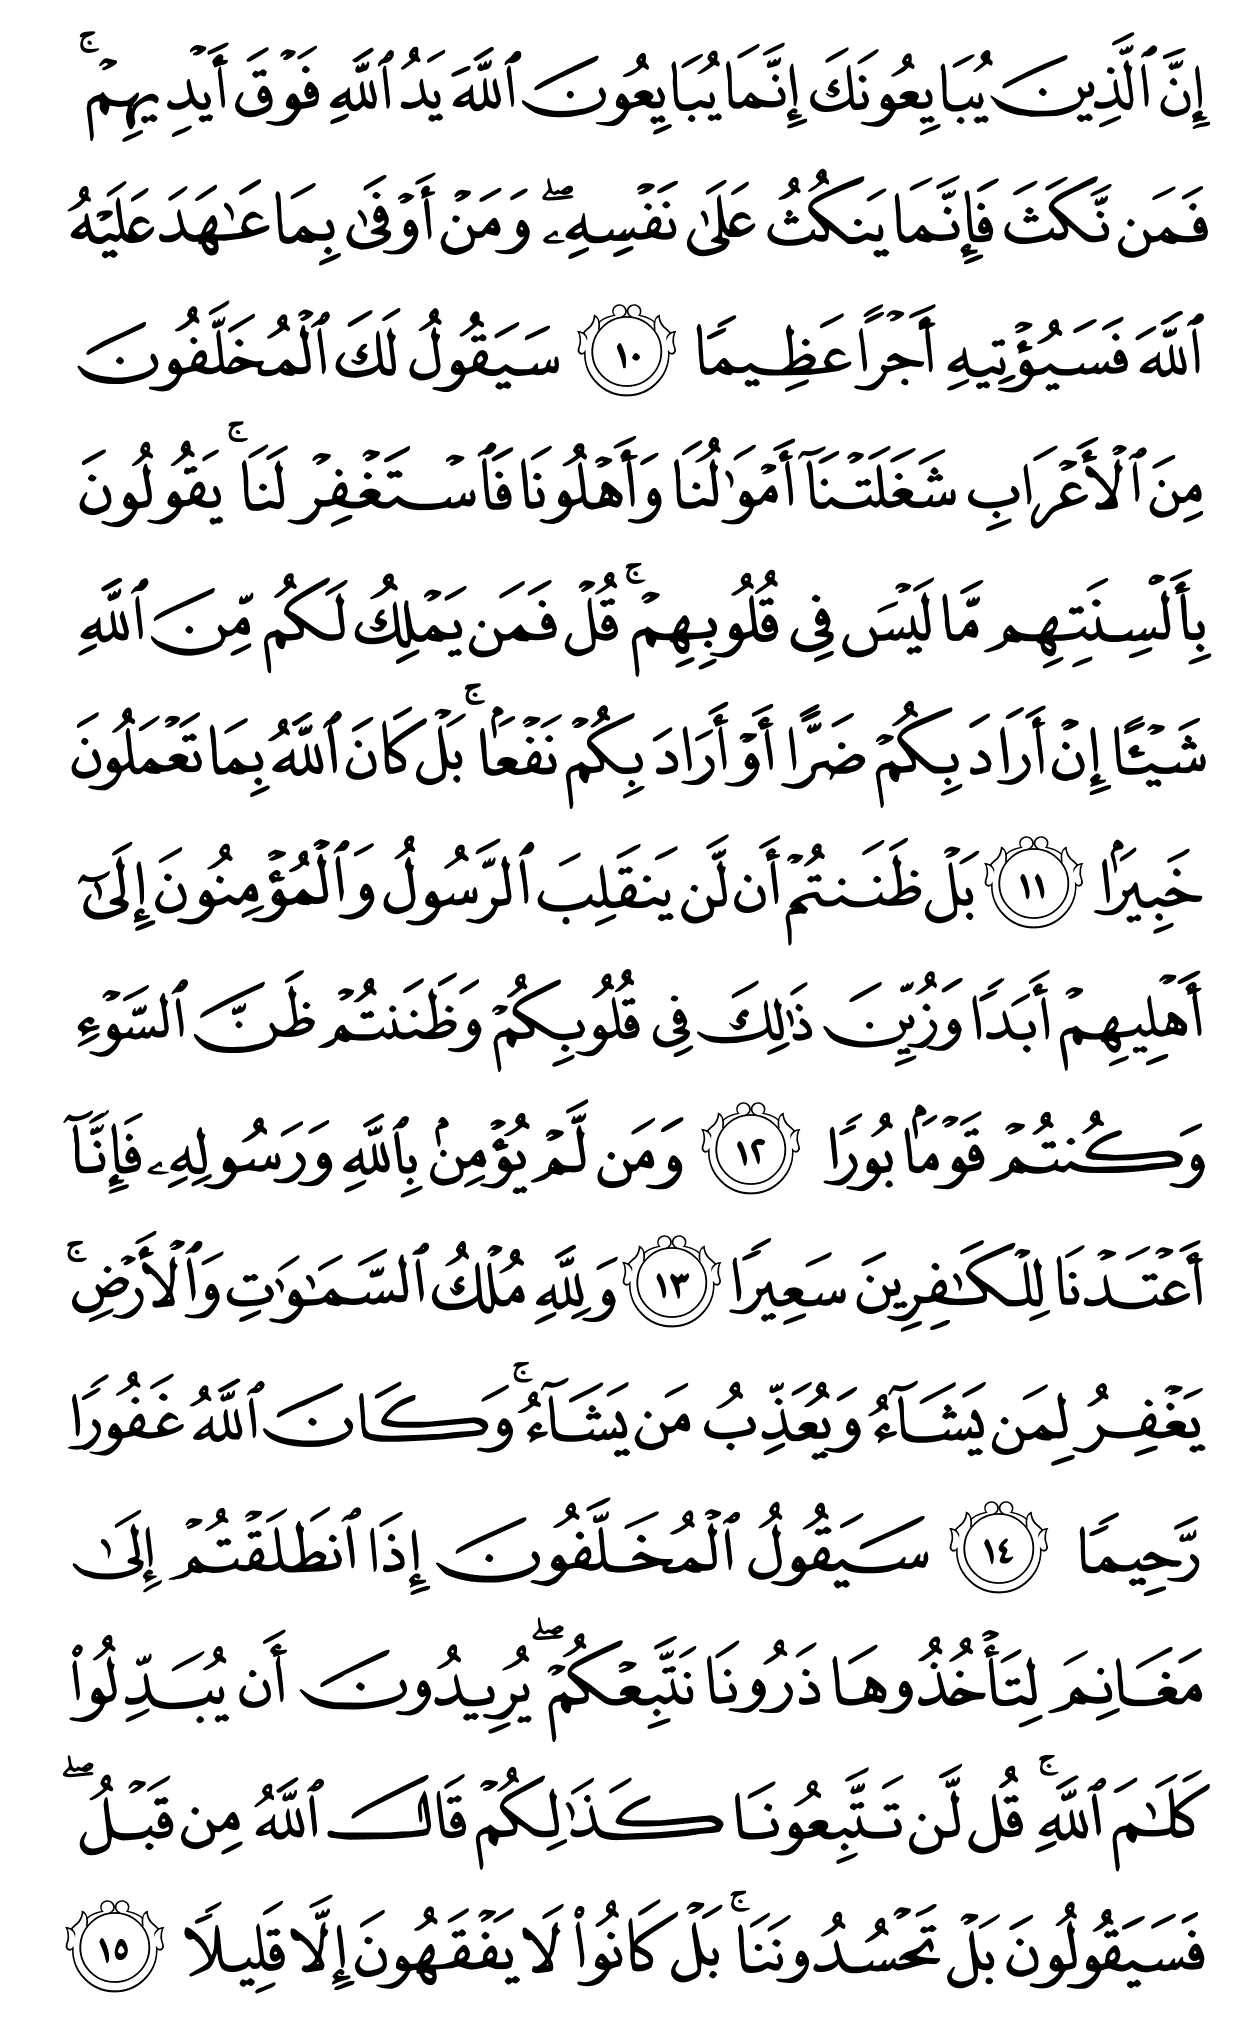 إِنَّ ٱلَّذِينَ يُبَايِعُونَكَ إِنَّمَا يُبَايِعُونَ ٱللَّهَ يَدُ ٱللَّهِ فَوۡقَ أَيۡدِيهِمۡۚ
فَمَن نَّكَثَ فَإِنَّمَا يَنكُثُ عَلَىٰ نَفۡسِهِۦۖ وَمَنۡ أَوۡفَىٰ بِمَا عَٰهَدَ عَلَيۡهُ
ٱللَّهَ فَسَيُؤۡتِيهِ أَجۡرًا عَظِيمٗا ١٠ سَيَقُولُ لَكَ ٱلۡمُخَلَّفُونَ
مِنَ ٱلۡأَعۡرَابِ شَغَلَتۡنَآ أَمۡوَٰلُنَا وَأَهۡلُونَا فَٱسۡتَغۡفِرۡ لَنَاۚ يَقُولُونَ
بِأَلۡسِنَتِهِم مَّا لَيۡسَ فِي قُلُوبِهِمۡۚ قُلۡ فَمَن يَمۡلِكُ لَكُم مِّنَ ٱللَّهِ
شَيۡـًٔا إِنۡ أَرَادَ بِكُمۡ ضَرًّا أَوۡ أَرَادَ بِكُمۡ نَفۡعَۢاۚ بَلۡ كَانَ ٱللَّهُ بِمَا تَعۡمَلُونَ
خَبِيرَۢا ١١ بَلۡ ظَنَنتُمۡ أَن لَّن يَنقَلِبَ ٱلرَّسُولُ وَٱلۡمُؤۡمِنُونَ إِلَىٰٓ
أَهۡلِيهِمۡ أَبَدٗا وَزُيِّنَ ذَٰلِكَ فِي قُلُوبِكُمۡ وَظَنَنتُمۡ ظَنَّ ٱلسَّوۡءِ
وَكُنتُمۡ قَوۡمَۢا بُورٗا ١٢ وَمَن لَّمۡ يُؤۡمِنۢ بِٱللَّهِ وَرَسُولِهِۦ فَإِنَّآ
أَعۡتَدۡنَا لِلۡكَٰفِرِينَ سَعِيرٗا ١٣ وَلِلَّهِ مُلۡكُ ٱلسَّمَٰوَٰتِ وَٱلۡأَرۡضِۚ
يَغۡفِرُ لِمَن يَشَآءُ وَيُعَذِّبُ مَن يَشَآءُۚ وَكَانَ ٱللَّهُ غَفُورٗا
رَّحِيمٗا ١٤ سَيَقُولُ ٱلۡمُخَلَّفُونَ إِذَا ٱنطَلَقۡتُمۡ إِلَىٰ
مَغَانِمَ لِتَأۡخُذُوهَا ذَرُونَا نَتَّبِعۡكُمۡۖ يُرِيدُونَ أَن يُبَدِّلُواْ
كَلَٰمَ ٱللَّهِۚ قُل لَّن تَتَّبِعُونَا كَذَٰلِكُمۡ قَالَ ٱللَّهُ مِن قَبۡلُۖ
فَسَيَقُولُونَ بَلۡ تَحۡسُدُونَنَاۚ بَلۡ كَانُواْ لَا يَفۡقَهُونَ إِلَّا قَلِيلٗا ١٥